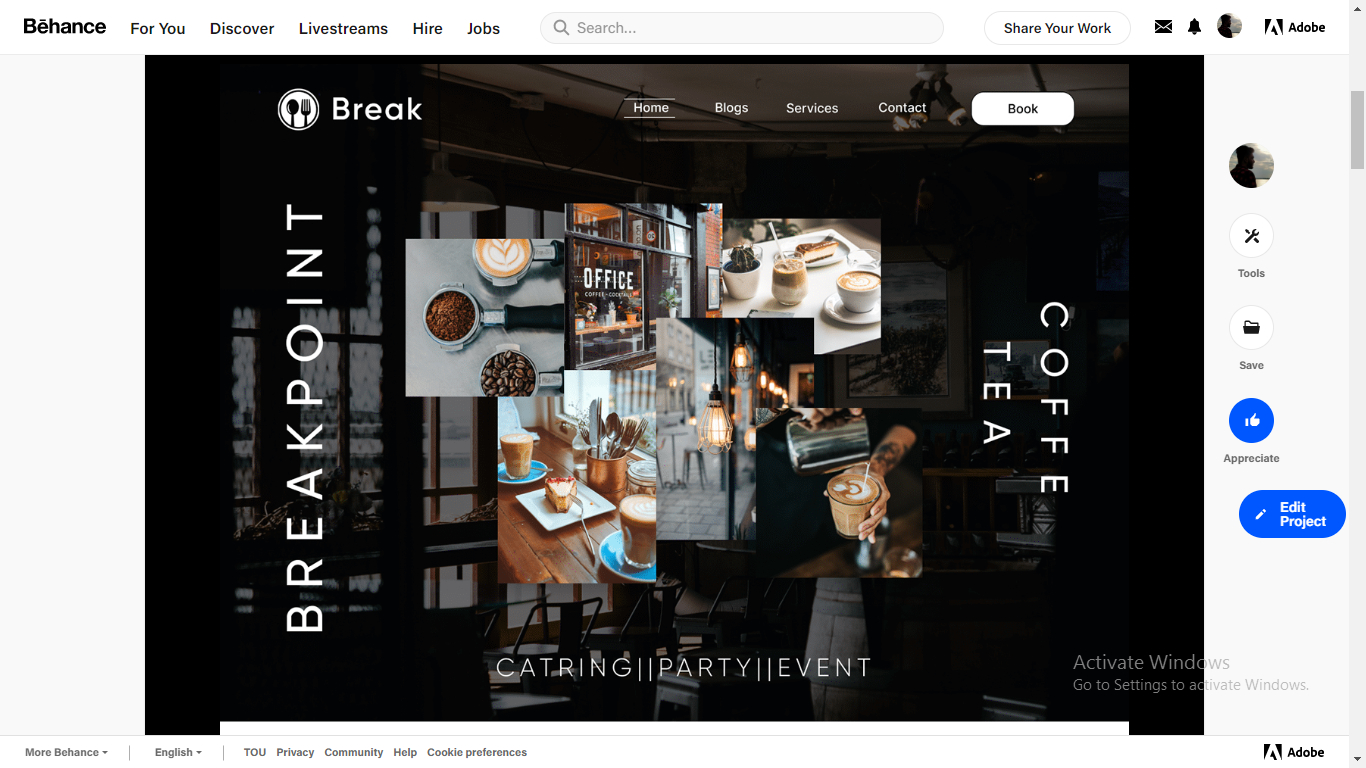 Bēhance For You Discover Livestreams Hire Jobs Search... Share Your Work Adobe
Break Home Blogs Services Contact Book
BREAKPOINT
OFFICE
COFFEE · COCKTAILS
COFFE
TEA
CATRING||PARTY||EVENT
Tools
Save
Appreciate
Edit
Project
Activate Windows
Go to Settings to activate Windows.
More Behance English TOU Privacy Community Help Cookie preferences Adobe